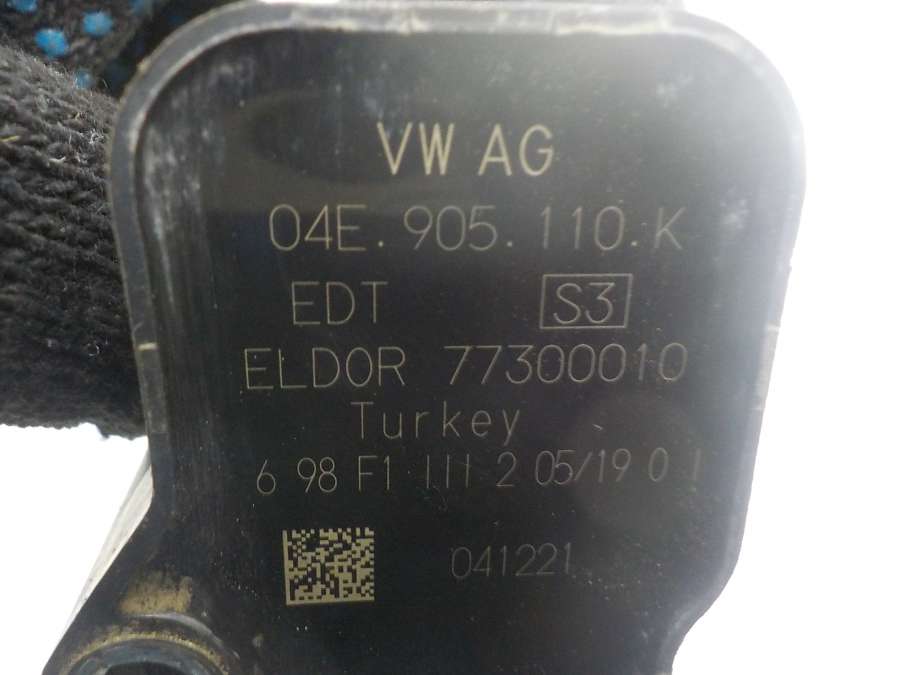 VW AG
04E.905.110.K
EDT S3
ELDOR 77300010
Turkey
6 98 F1 III 2 05/19 0 1
041221